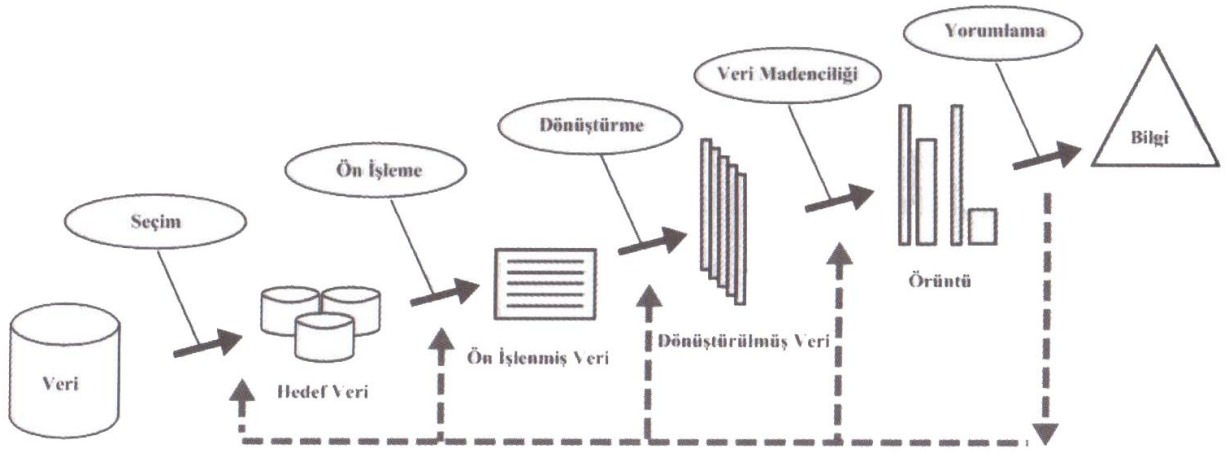 Yorumlama
Veri Madenciliği
Dönüştürme
Bilgi
Ön İşleme
Seçim
Örüntü
Dönüştürülmüş Veri
Ön İşlenmiş Veri
Veri
Hedef Veri